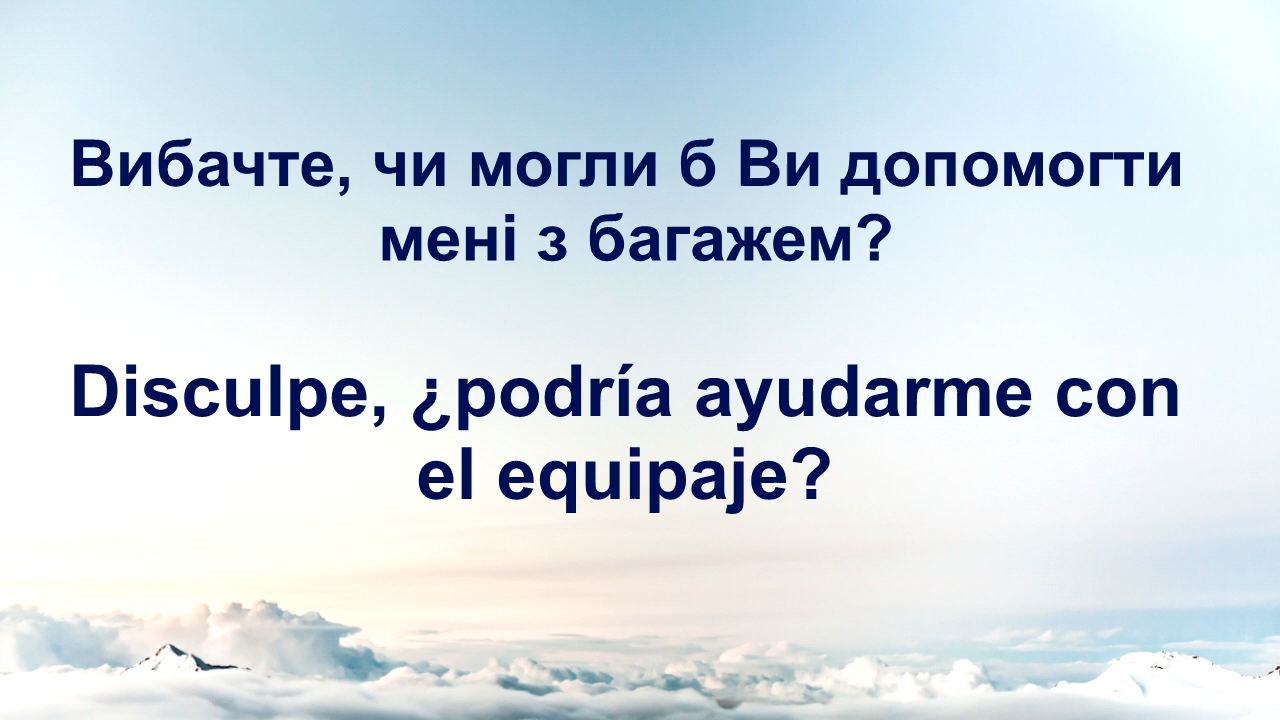 Вибачте, чи могли б Ви допомогти
мені з багажем?
Disculpe, ¿podría ayudarme con
el equipaje?